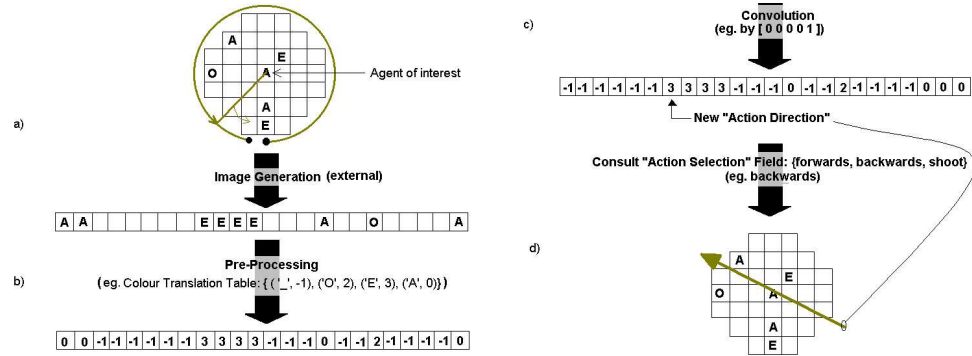 A
E
O
A
Agent of interest
A
E
a)
Image Generation (external)
A A E E E E A O A
Pre-Processing
b)
(eg. Colour Translation Table: { ('_', -1), ('O', 2), ('E', 3), ('A', 0)})
0 0 -1 -1 -1 -1 -1 -1 3 3 3 3 -1 -1 -1 0 -1 -1 2 -1 -1 -1 -1 0
c)
Convolution
(eg. by [ 0 0 0 0 1 ])
-1 -1 -1 -1 -1 -1 3 3 3 3 -1 -1 -1 0 -1 -1 2 -1 -1 -1 -1 0 0 0
New "Action Direction"
Consult "Action Selection" Field: {forwards, backwards, shoot}
(eg. backwards)
d)
A
E
O
A
A
E